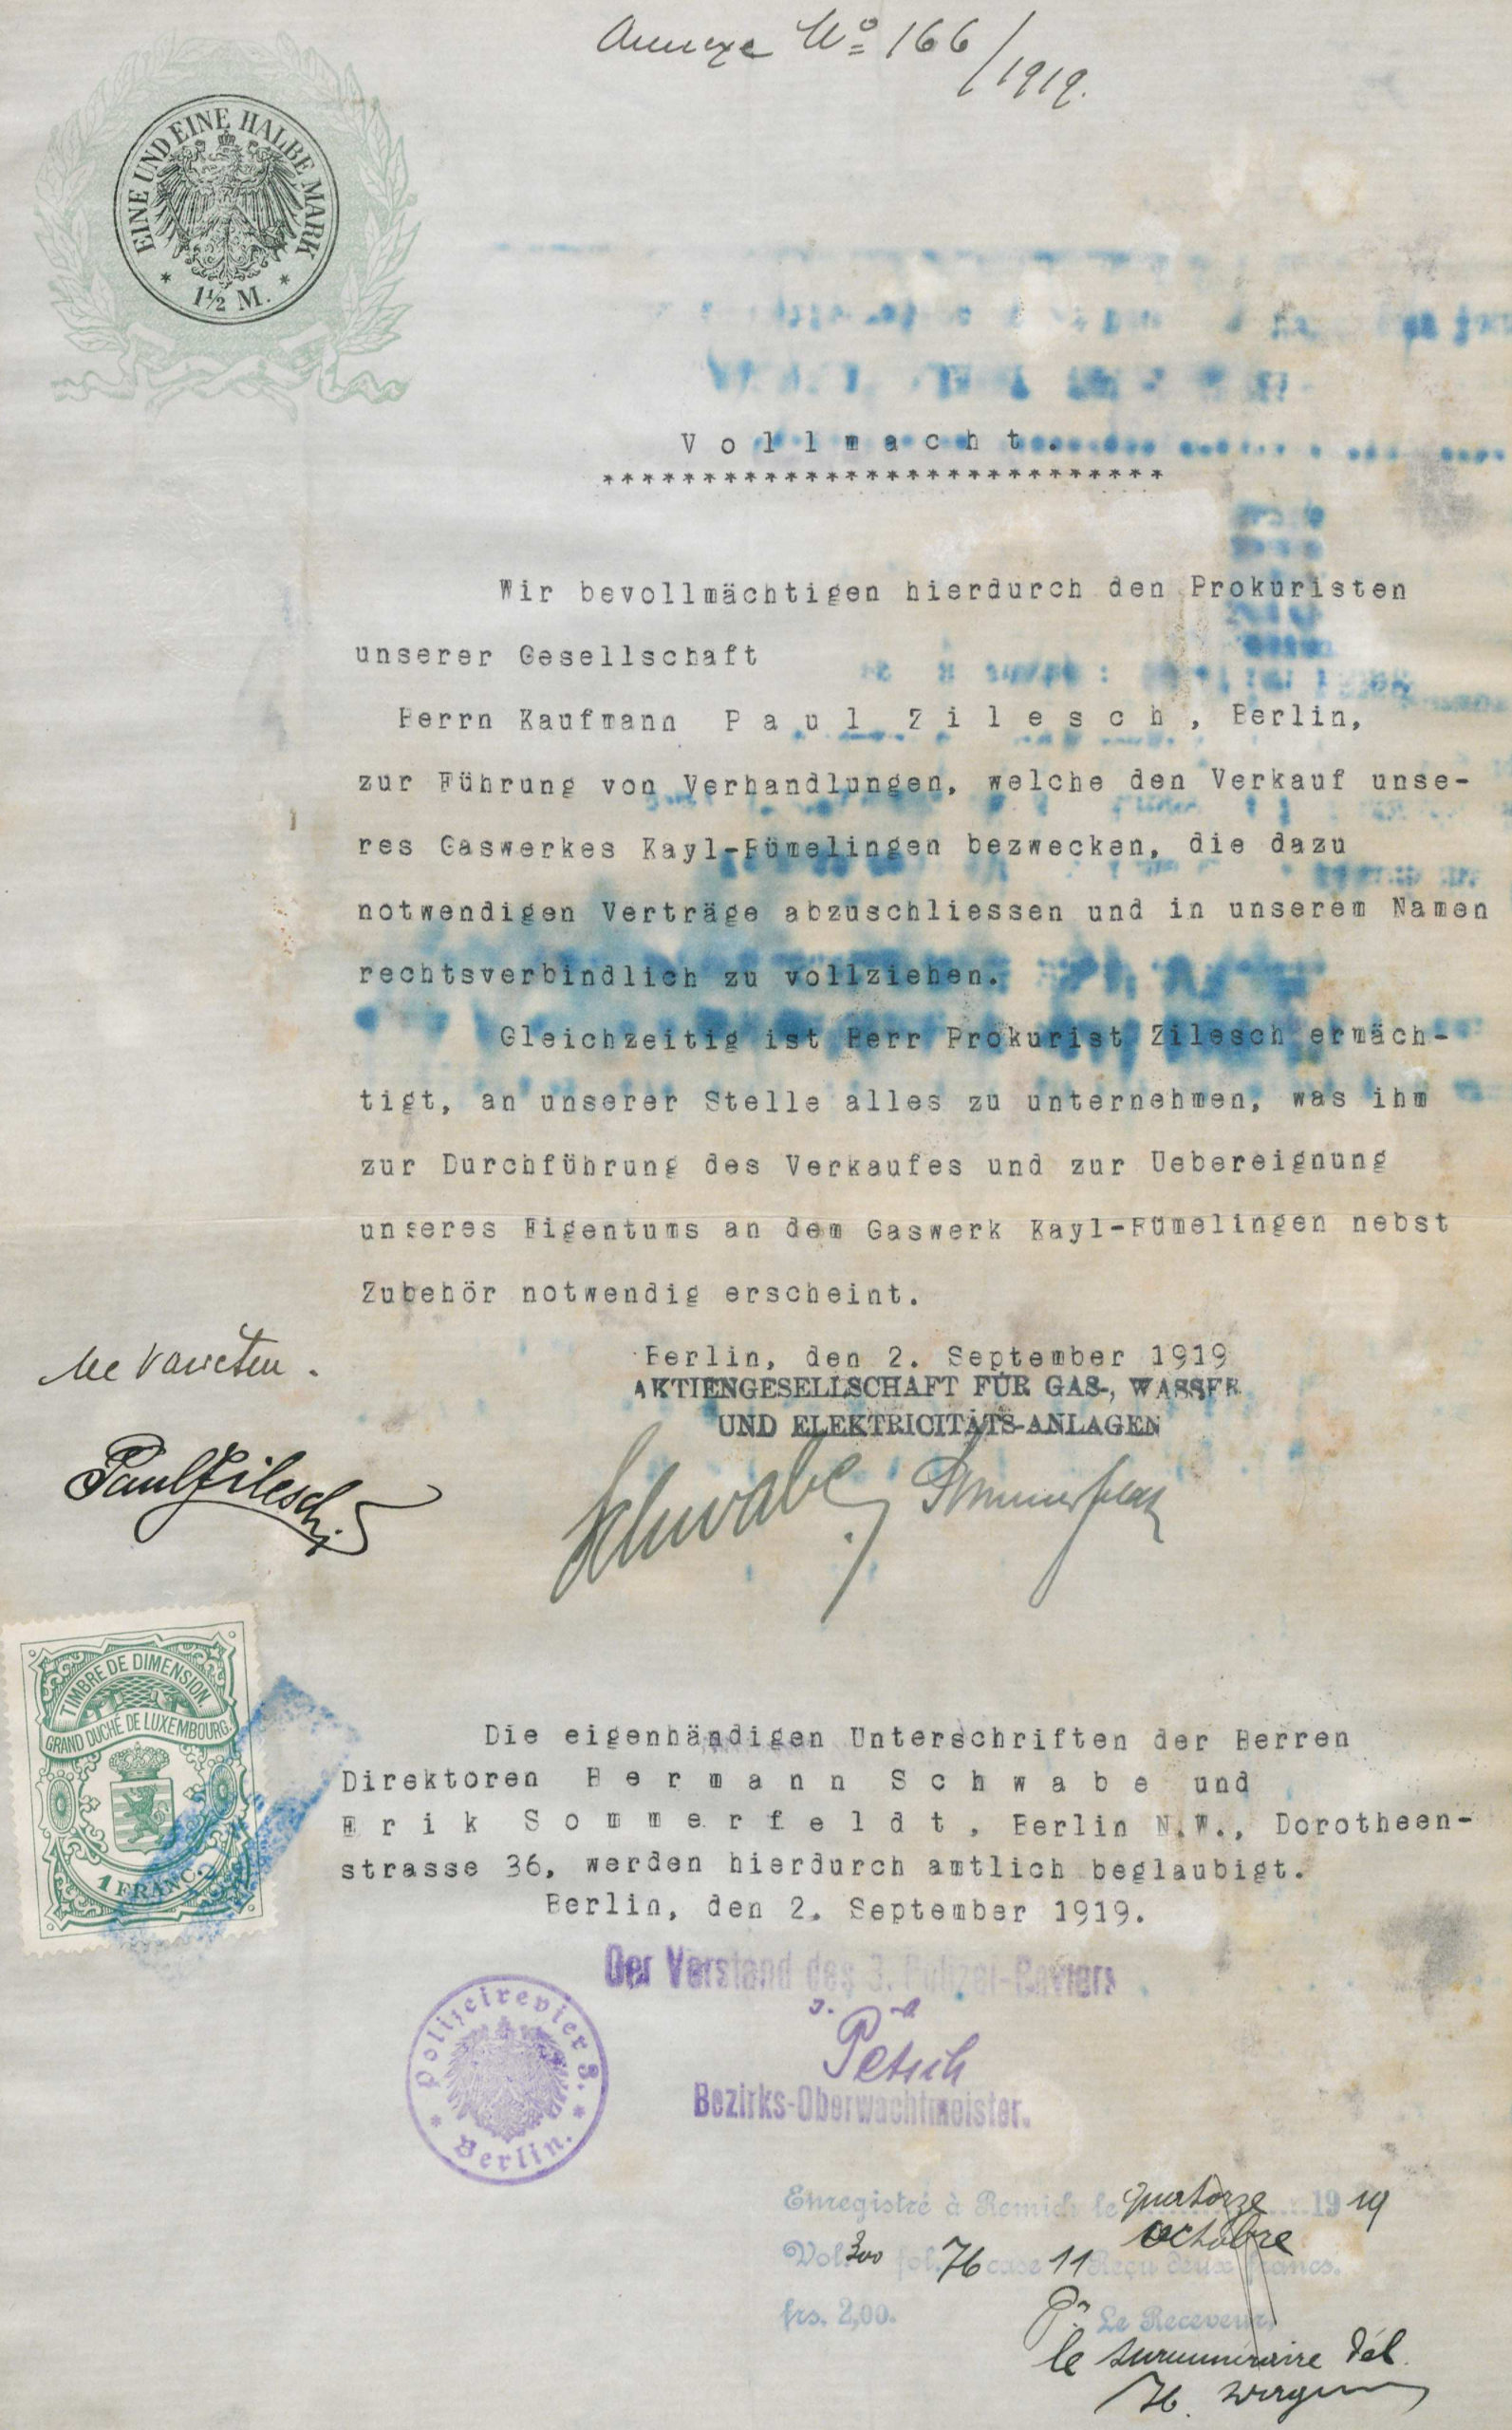 Annexe No 166/1919.
EINE UND EINE HALBE MARK
* 1½ M. *
Vollmacht.
****************************
Wir bevollmächtigen hierdurch den Prokuristen
unserer Gesellschaft
Herrn Kaufmann Paul Zilesch, Berlin,
zur Führung von Verhandlungen, welche den Verkauf unse-
res Gaswerkes Kayl-Rümelingen bezwecken, die dazu
notwendigen Verträge abzuschliessen und in unserem Namen
rechtsverbindlich zu vollziehen.
Gleichzeitig ist Herr Prokurist Zilesch ermäch-
tigt, an unserer Stelle alles zu unternehmen, was ihm
zur Durchführung des Verkaufes und zur Uebereignung
unseres Eigentums an dem Gaswerk Kayl-Rümelingen nebst
Zubehör notwendig erscheint.
Berlin, den 2. September 1919
AKTIENGESELLSCHAFT FÜR GAS-, WASSER
UND ELEKTRICITÄTS-ANLAGEN
ne varietur.
Paul Zilesch
Schwabe Sommerfeldt
TIMBRE DE DIMENSION.
GRAND DUCHÉ DE LUXEMBOURG.
1 FRANC
Die eigenhändigen Unterschriften der Herren
Direktoren Hermann Schwabe und
Erik Sommerfeldt, Berlin N.W., Dorotheen-
strasse 36, werden hierdurch amtlich beglaubigt.
Berlin, den 2. September 1919.
Der Vorstand des 3. Polizei-Reviers
Polizeirevier 3.
* Berlin. *
Petsch
Bezirks-Oberwachtmeister.
Enregistré à Remich le quatorze octobre 1919
Vol. 300 fol. 76 case 11 Reçu deux francs.
frs. 2,00.
Pr Le Receveur,
le surnuméraire dél.